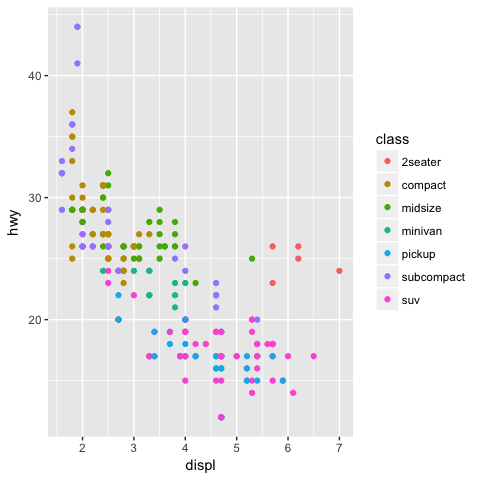 hwy
40
30
20
2
3
4
5
6
7
displ
class
2seater
compact
midsize
minivan
pickup
subcompact
suv